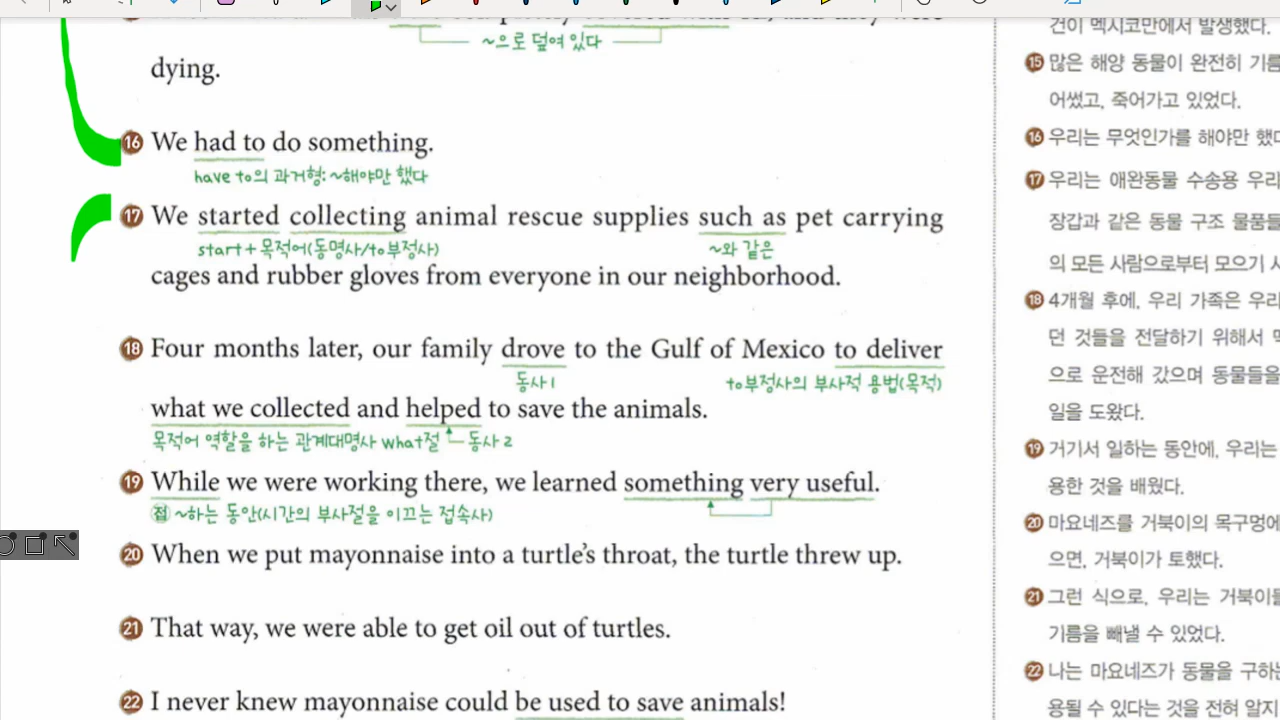 ~으로 덮여 있다
dying.
16 We had to do something.
have to의 과거형: ~해야만 했다
17 We started collecting animal rescue supplies such as pet carrying
start+목적어(동명사/to부정사)
~와 같은
cages and rubber gloves from everyone in our neighborhood.
18 Four months later, our family drove to the Gulf of Mexico to deliver
동사1
to부정사의 부사적 용법(목적)
what we collected and helped to save the animals.
목적어 역할을 하는 관계대명사 what절
동사 2
19 While we were working there, we learned something very useful.
접 ~하는 동안(시간의 부사절을 이끄는 접속사)
20 When we put mayonnaise into a turtle's throat, the turtle threw up.
21 That way, we were able to get oil out of turtles.
22 I never knew mayonnaise could be used to save animals!
건이 멕시코만에서 발생했다.
15 많은 해양 동물이 완전히 기름
어썼고, 죽어가고 있었다.
16 우리는 무엇인가를 해야만 했다
17 우리는 애완동물 수송용 우리
장갑과 같은 동물 구조 물품들
의 모든 사람으로부터 모으기 시
18 4개월 후에, 우리 가족은 우리
던 것들을 전달하기 위해서 멕
으로 운전해 갔으며 동물들을
일을 도왔다.
19 거기서 일하는 동안에, 우리는
용한 것을 배웠다.
20 마요네즈를 거북이의 목구멍에
으면, 거북이가 토했다.
21 그런 식으로, 우리는 거북이들
기름을 빼낼 수 있었다.
22 나는 마요네즈가 동물을 구하는
용될 수 있다는 것을 전혀 알지